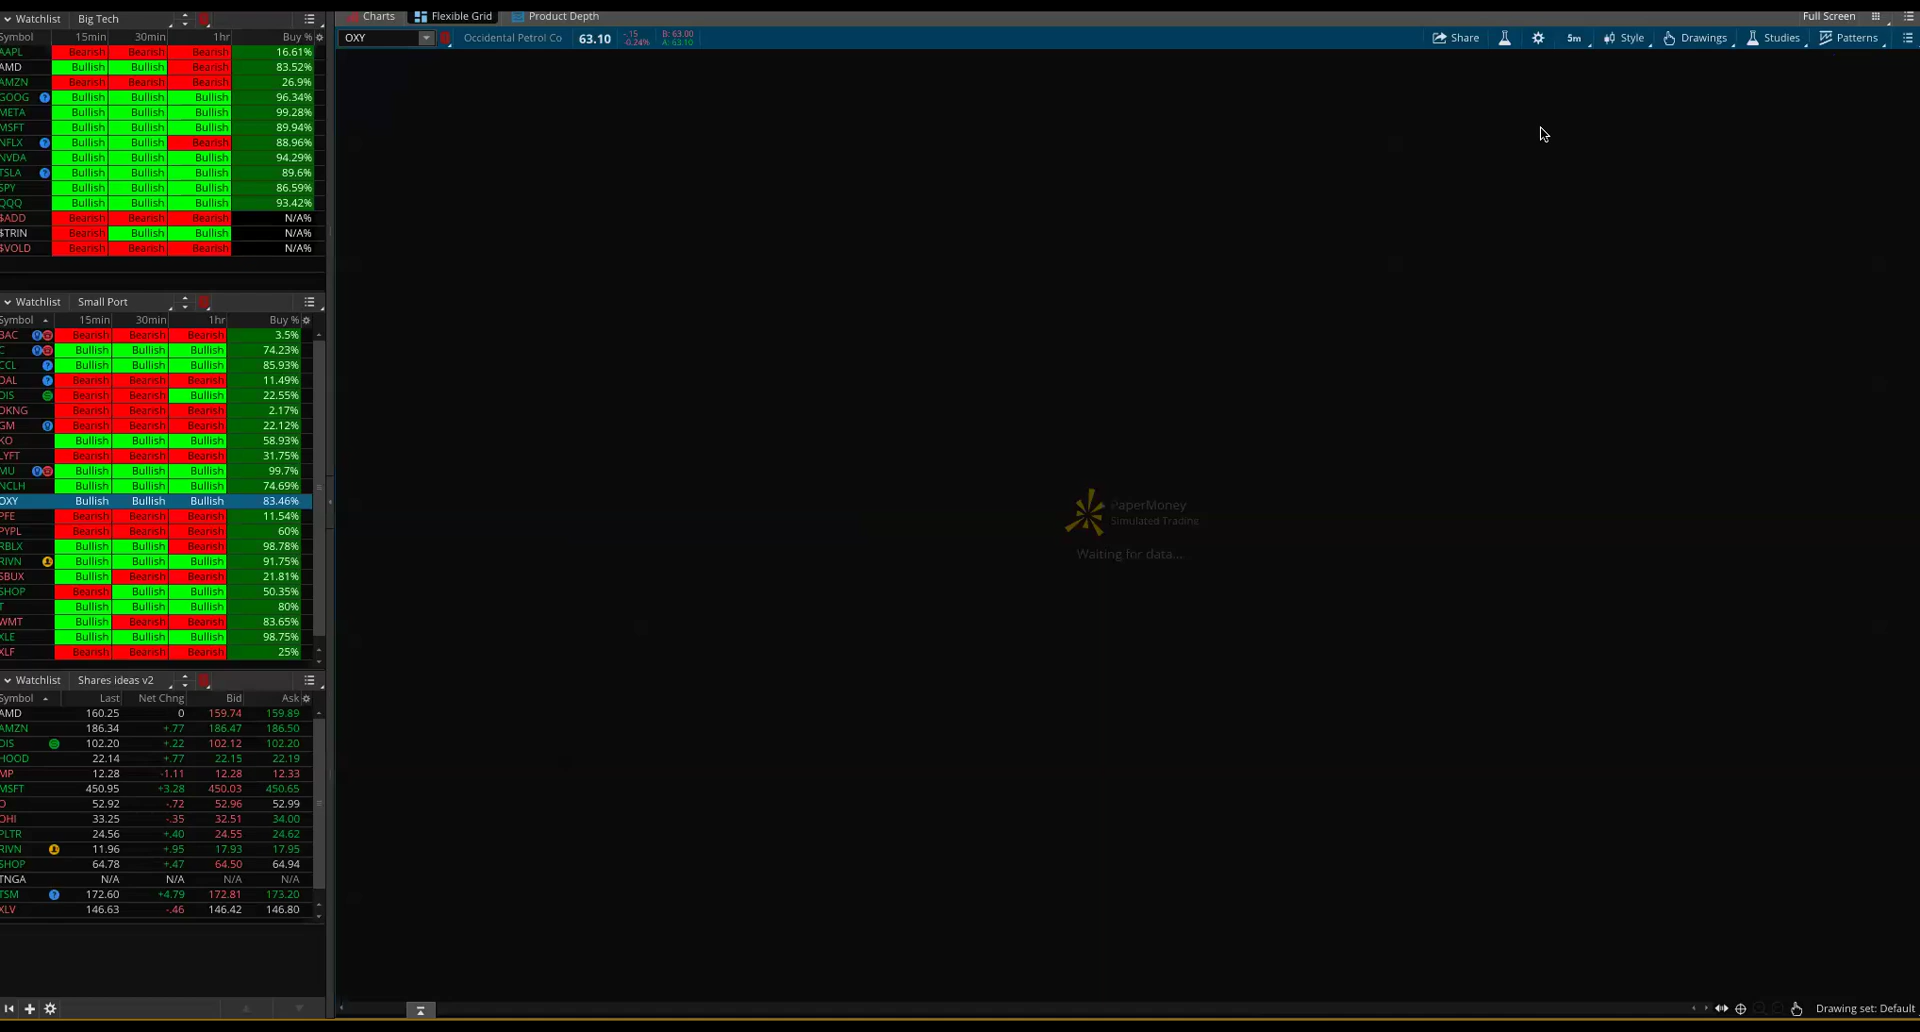 Watchlist Big Tech
Symbol 15min 30min 1hr Buy %
AAPL Bearish Bearish Bearish 16.61%
AMD Bullish Bullish Bearish 83.52%
AMZN Bearish Bearish Bearish 26.9%
GOOG Bullish Bullish Bullish 96.34%
META Bullish Bullish Bullish 99.28%
MSFT Bullish Bullish Bullish 89.94%
NFLX Bullish Bullish Bearish 88.96%
NVDA Bullish Bullish Bullish 94.29%
TSLA Bullish Bullish Bullish 89.6%
SPY Bullish Bullish Bullish 86.59%
QQQ Bullish Bullish Bullish 93.42%
$ADD Bearish Bearish Bearish N/A%
$TRIN Bearish Bullish Bullish N/A%
$VOLD Bearish Bearish Bearish N/A%
Watchlist Small Port
Symbol 15min 30min 1hr Buy %
BAC Bearish Bearish Bearish 3.5%
C Bullish Bullish Bullish 74.23%
CCL Bullish Bullish Bullish 85.93%
DAL Bearish Bearish Bearish 11.49%
DIS Bearish Bearish Bullish 22.55%
DKNG Bearish Bearish Bearish 2.17%
GM Bearish Bearish Bearish 22.12%
KO Bullish Bullish Bullish 58.93%
LYFT Bearish Bearish Bearish 31.75%
MU Bullish Bullish Bullish 99.7%
NCLH Bullish Bullish Bullish 74.69%
OXY Bullish Bullish Bullish 83.46%
PFE Bearish Bearish Bearish 11.54%
PYPL Bearish Bearish Bearish 60%
RBLX Bullish Bullish Bearish 98.78%
RIVN Bullish Bullish Bullish 91.75%
SBUX Bullish Bearish Bearish 21.81%
SHOP Bearish Bullish Bullish 50.35%
T Bullish Bullish Bullish 80%
WMT Bullish Bearish Bearish 83.65%
XLE Bullish Bullish Bullish 98.75%
XLF Bearish Bearish Bearish 25%
Watchlist Shares ideas v2
Symbol Last Net Chng Bid Ask
AMD 160.25 0 159.74 159.89
AMZN 186.34 +.77 186.47 186.50
DIS 102.20 +.22 102.12 102.20
HOOD 22.14 +.77 22.15 22.19
MP 12.28 -1.11 12.28 12.33
MSFT 450.95 +3.28 450.03 450.65
O 52.92 -.72 52.96 52.99
OHI 33.25 -.35 32.51 34.00
PLTR 24.56 +.40 24.55 24.62
RIVN 11.96 +.95 17.93 17.95
SHOP 64.78 +.47 64.50 64.94
TNGA N/A N/A N/A N/A
TSM 172.60 +4.79 172.81 173.20
XLV 146.63 -.46 146.42 146.80
Charts Flexible Grid Product Depth Full Screen
OXY Occidental Petrol Co 63.10 -.15 B: 63.00
-0.24% A: 63.10
Share 5m Style Drawings Studies Patterns
PaperMoney
Simulated Trading
Waiting for data...
Drawing set: Default